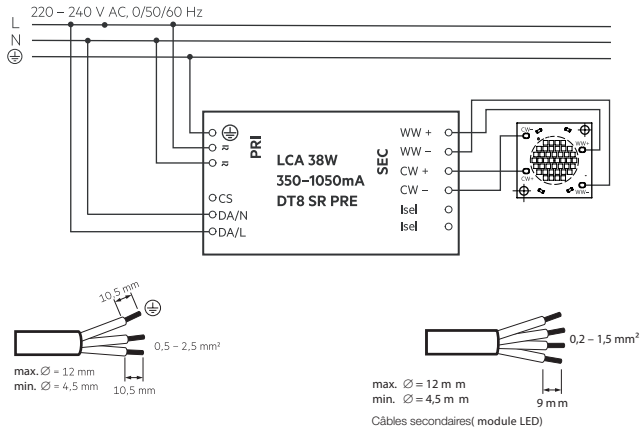 220 – 240 V AC, 0/50/60 Hz
L
N
PRI
≂
≂
CS
DA/N
DA/L
LCA 38W
350–1050mA
DT8 SR PRE
SEC
WW +
WW –
CW +
CW –
Isel
Isel
CW–
WW+
CW+
WW–
10,5 mm
0,5 – 2,5 mm²
max. Ø = 12 mm
min. Ø = 4,5 mm
10,5 mm
0,2 – 1,5 mm²
max. Ø = 12 m m
min. Ø = 4,5 m m
9 mm
Câbles secondaires( module LED)